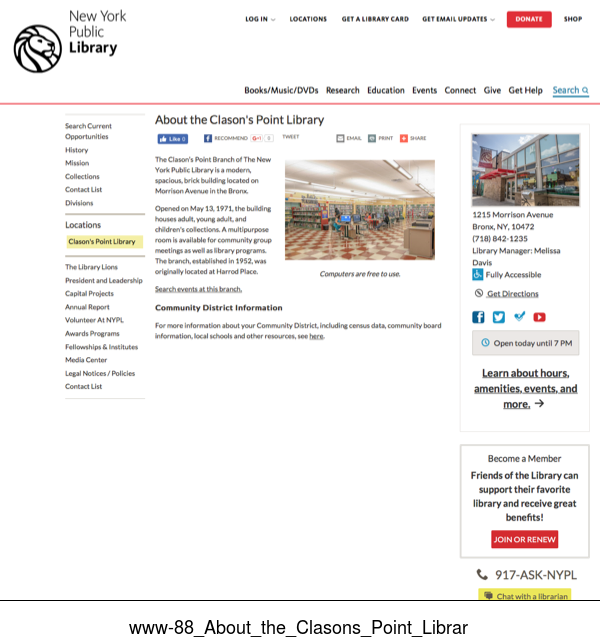 New York
Public
Library
LOG IN LOCATIONS GET A LIBRARY CARD GET EMAIL UPDATES DONATE SHOP
Books/Music/DVDs Research Education Events Connect Give Get Help Search
Search Current
Opportunities
History
Mission
Collections
Contact List
Divisions
Locations
Clason's Point Library
The Library Lions
President and Leadership
Capital Projects
Annual Report
Volunteer At NYPL
Awards Programs
Fellowships & Institutes
Media Center
Legal Notices / Policies
Contact List
About the Clason's Point Library
Like 0 RECOMMEND G+1 0 TWEET EMAIL PRINT SHARE
The Clason's Point Branch of The New
York Public Library is a modern,
spacious, brick building located on
Morrison Avenue in the Bronx.
Opened on May 13, 1971, the building
houses adult, young adult, and
children's collections. A multipurpose
room is available for community group
meetings as well as library programs.
The branch, established in 1952, was
originally located at Harrod Place.
Search events at this branch.
Computers are free to use.
Community District Information
For more information about your Community District, including census data, community board
information, local schools and other resources, see here.
1215 Morrison Avenue
Bronx, NY, 10472
(718) 842-1235
Library Manager: Melissa
Davis
Fully Accessible
Get Directions
Open today until 7 PM
Learn about hours,
amenities, events, and
more. →
Become a Member
Friends of the Library can
support their favorite
library and receive great
benefits!
JOIN OR RENEW
917-ASK-NYPL
Chat with a librarian
www-88_About_the_Clasons_Point_Librar